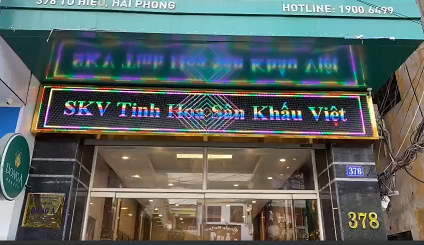 378 TÔ HIỆU, HẢI PHÒNG
HOTLINE: 1900.6499
SKV Tinh Hoa Sân Khấu Việt
378
378